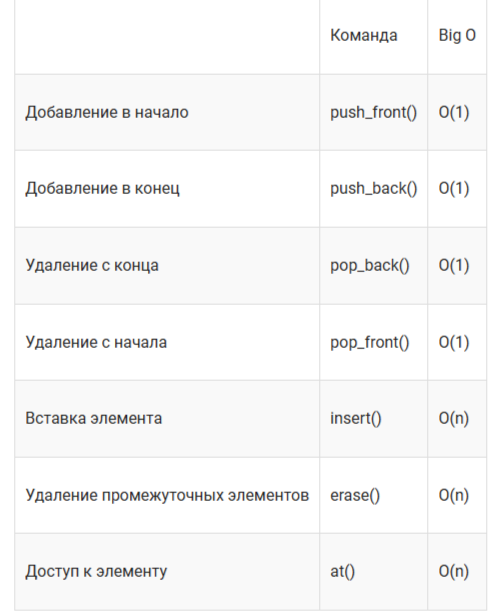 Команда Big O
Добавление в начало push_front() O(1)
Добавление в конец push_back() O(1)
Удаление с конца pop_back() O(1)
Удаление с начала pop_front() O(1)
Вставка элемента insert() O(n)
Удаление промежуточных элементов erase() O(n)
Доступ к элементу at() O(n)